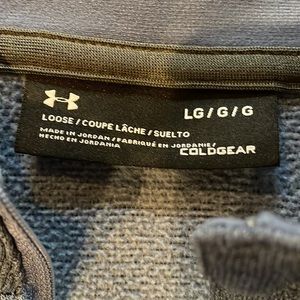 LG/G/G
LOOSE/COUPE LÂCHE/SUELTO
MADE IN JORDAN/FABRIQUÉ EN JORDANIE/
HECHO EN JORDANIA
COLDGEAR